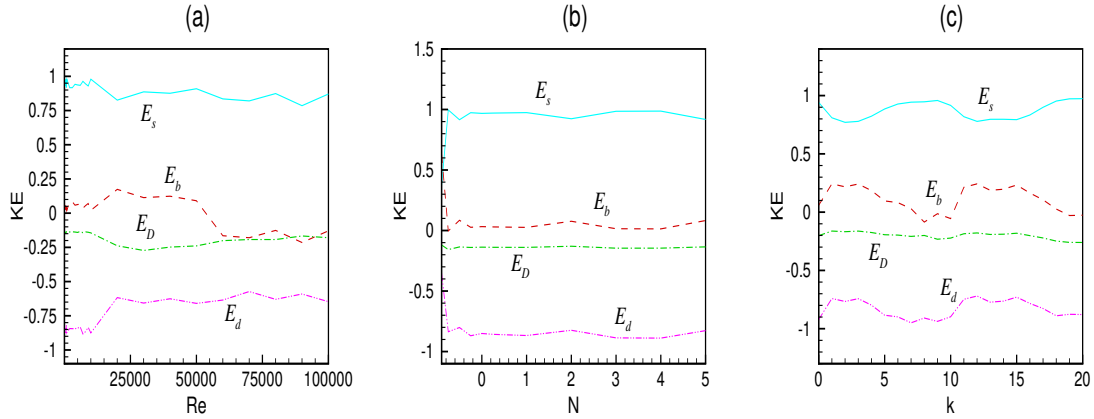 (a)
KE
1
0.75
0.5
0.25
0
-0.25
-0.5
-0.75
-1
E_s
E_b
E_D
E_d
25000 50000 75000 100000
Re
(b)
KE
1.5
1
0.5
0
-0.5
-1
E_s
E_b
E_D
E_d
0 1 2 3 4 5
N
(c)
KE
1
0.5
0
-0.5
-1
E_s
E_b
E_D
E_d
0 5 10 15 20
k